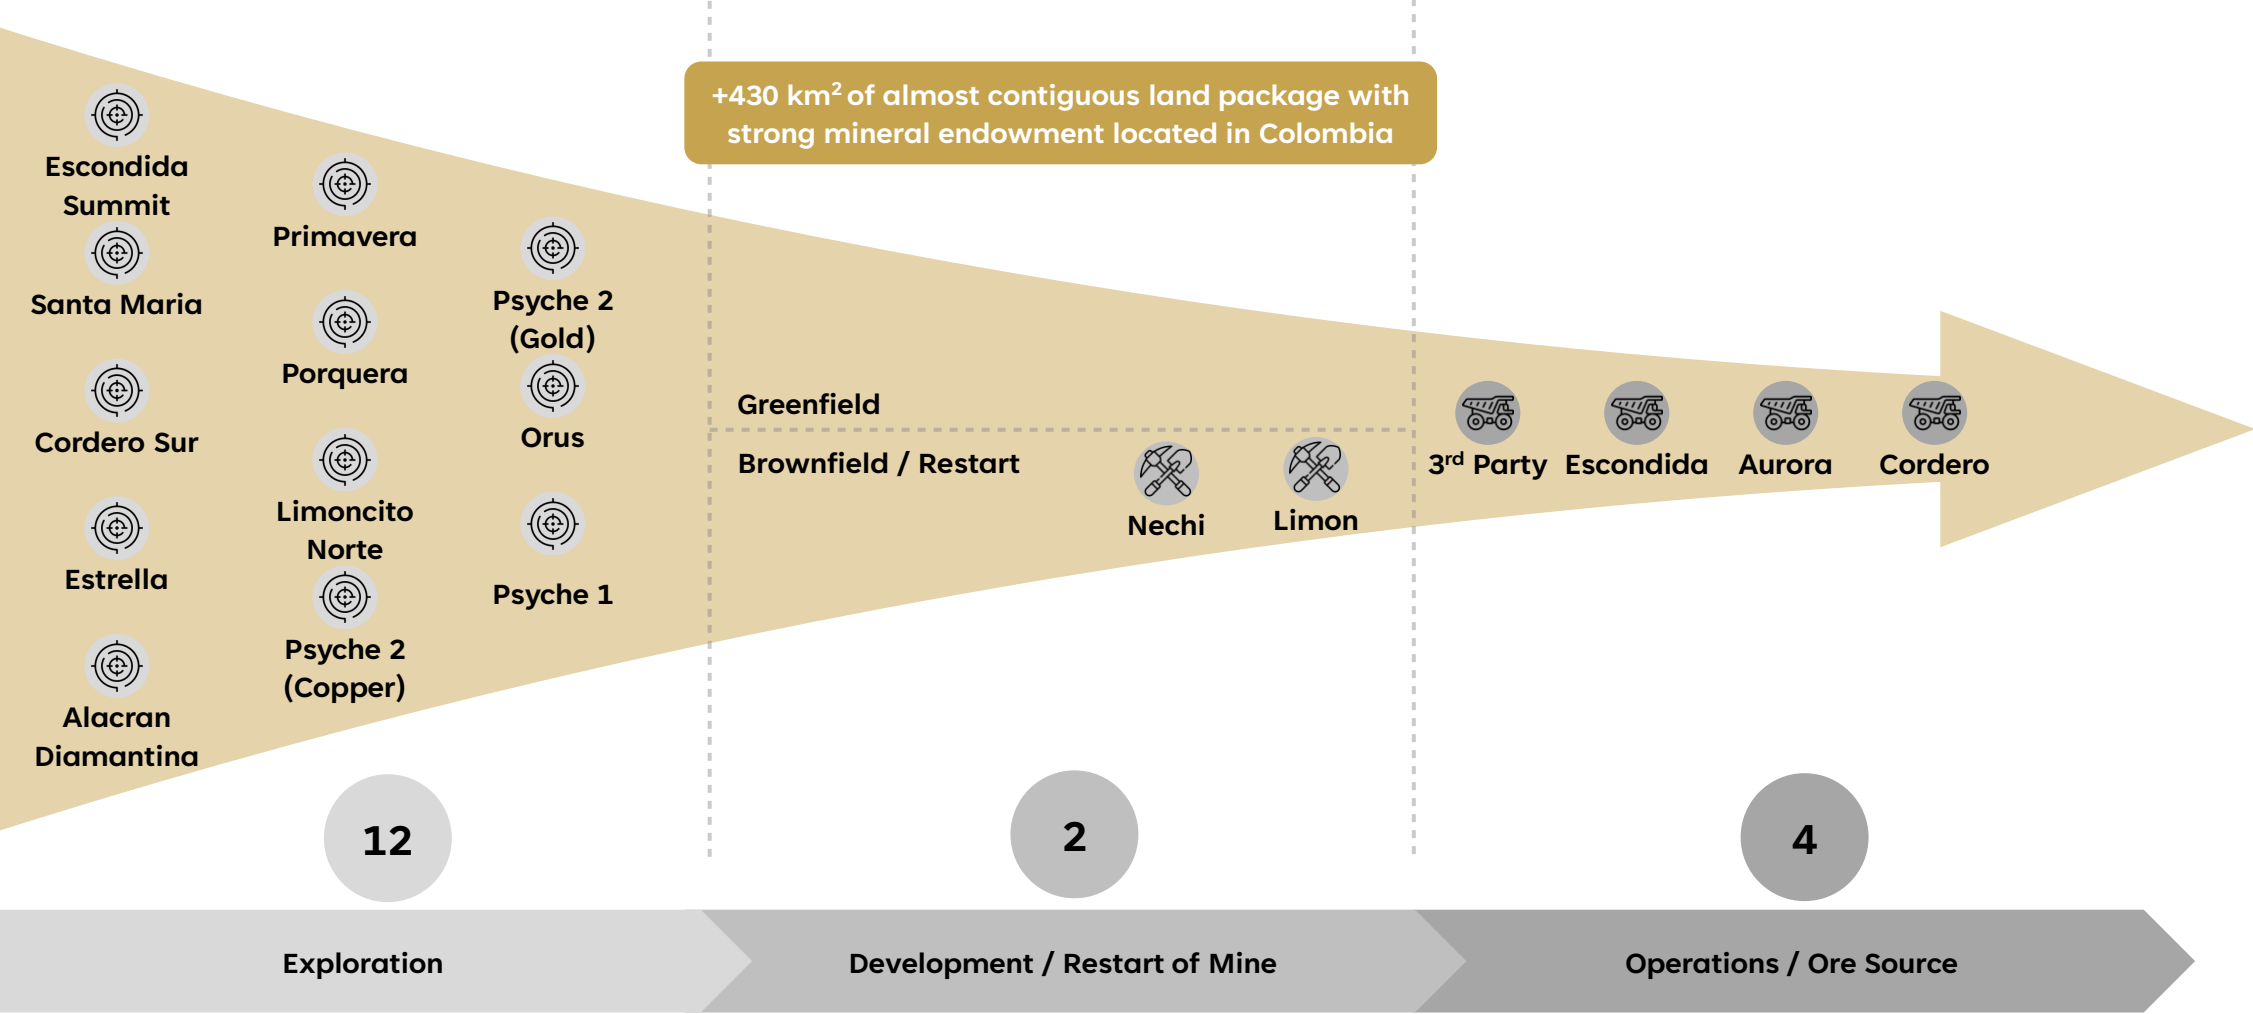 +430 km² of almost contiguous land package with
strong mineral endowment located in Colombia
Escondida
Summit
Santa Maria
Cordero Sur
Estrella
Alacran
Diamantina
Primavera
Porquera
Limoncito
Norte
Psyche 2
(Copper)
Psyche 2
(Gold)
Orus
Psyche 1
Greenfield
Brownfield / Restart
Nechi
Limon
3rd Party
Escondida
Aurora
Cordero
12
2
4
Exploration
Development / Restart of Mine
Operations / Ore Source